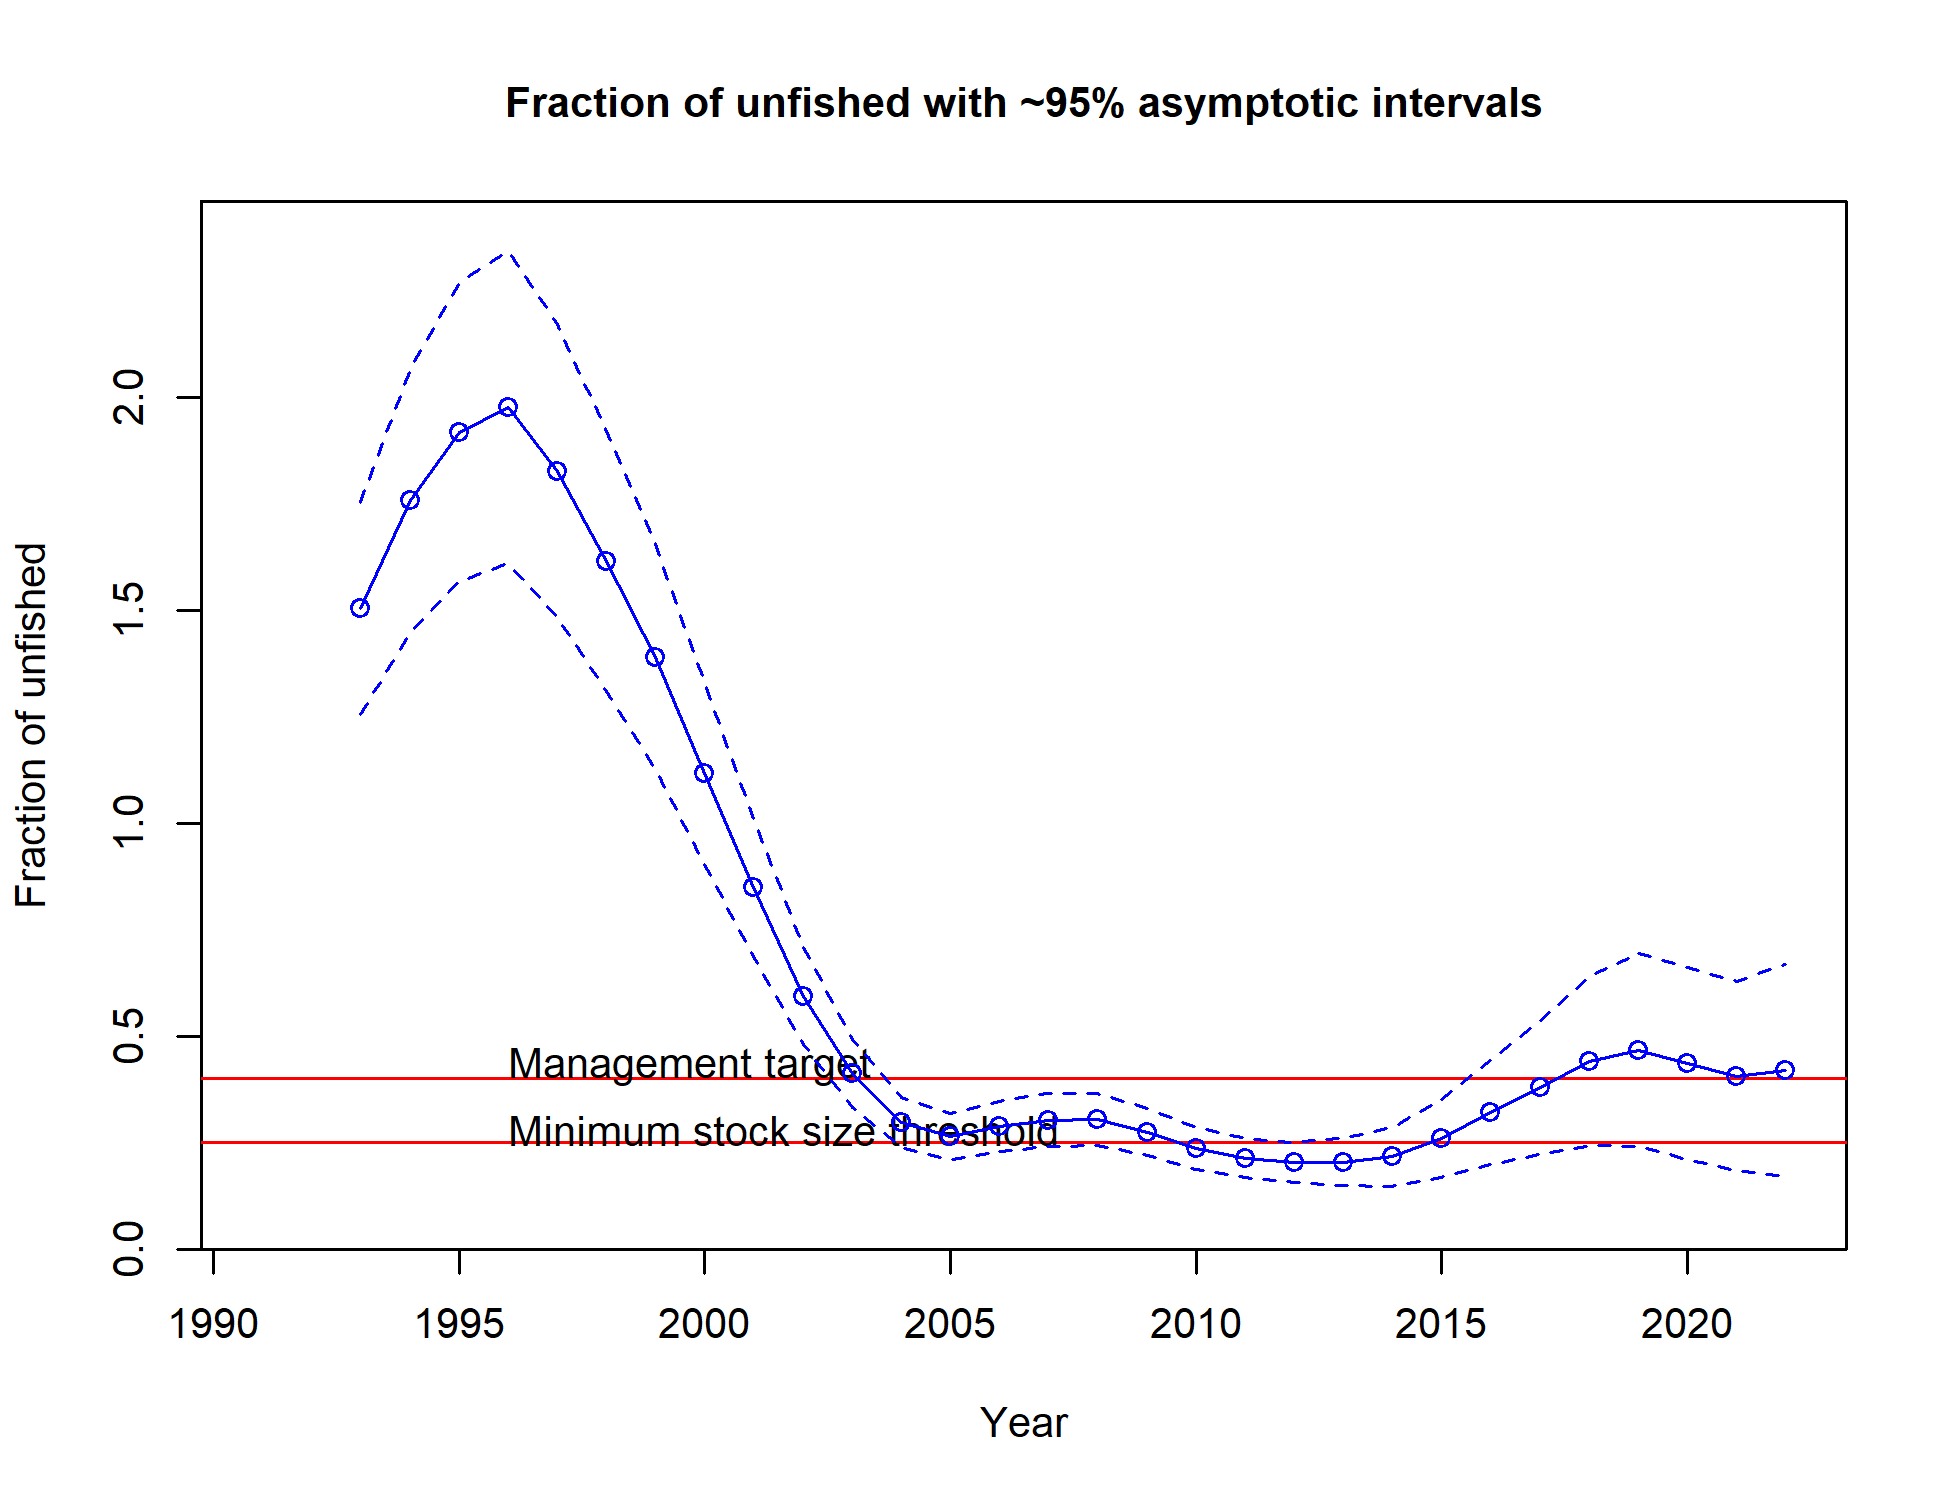 Fraction of unfished with ~95% asymptotic intervals
Fraction of unfished
2.0
1.5
1.0
0.5
0.0
Management target
Minimum stock size threshold
1990 1995 2000 2005 2010 2015 2020
Year